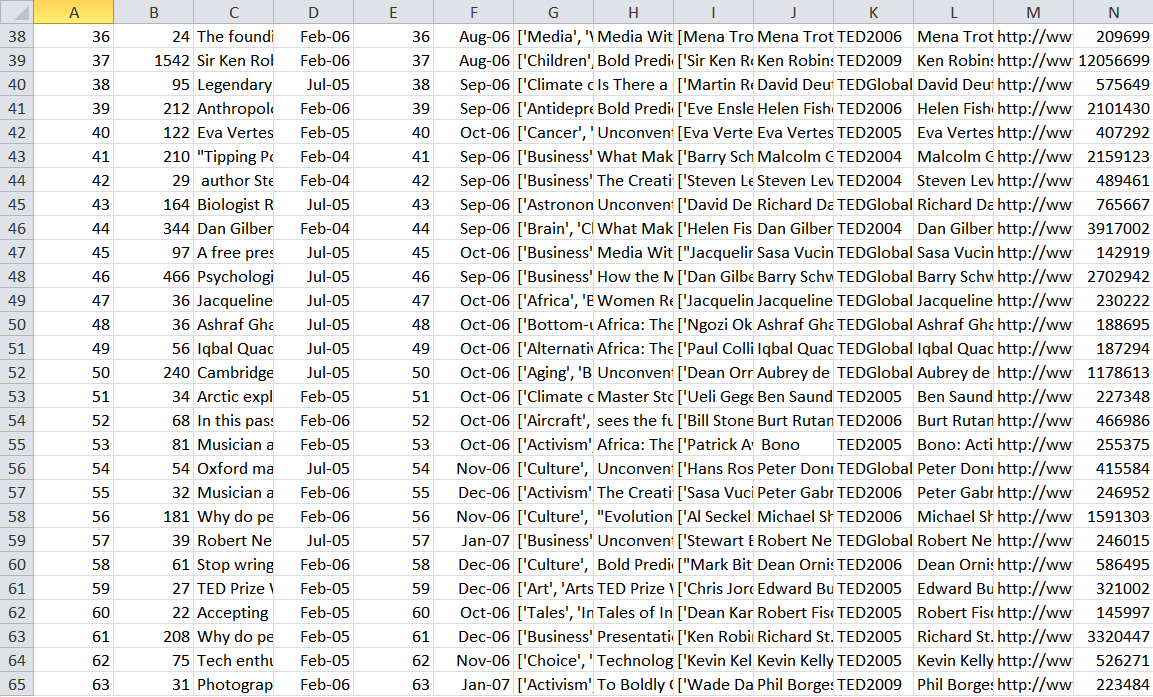 A B C D E F G H I J K L M N
38 36 24 The foundi Feb-06 36 Aug-06 ['Media', 'V Media Wit ['Mena Tro Mena Trot TED2006 Mena Trot http://ww 209699
39 37 1542 Sir Ken Rol Feb-06 37 Aug-06 ['Children', Bold Predi ['Sir Ken Ro Ken Robins TED2009 Ken Robins http://ww 12056699
40 38 95 Legendary Jul-05 38 Sep-06 ['Climate c Is There a ['Martin Re David Deut TEDGlobal David Deut http://ww 575649
41 39 212 Anthropolo Feb-06 39 Sep-06 ['Antidepre Bold Predi ['Eve Ensle Helen Fish TED2006 Helen Fish http://ww 2101430
42 40 122 Eva Vertes Feb-05 40 Oct-06 ['Cancer', ' Unconvent ['Eva Verte Eva Vertes TED2005 Eva Vertes http://ww 407292
43 41 210 "Tipping Po Feb-04 41 Sep-06 ['Business' What Mak ['Barry Sch Malcolm G TED2004 Malcolm G http://ww 2159123
44 42 29 author Ste Feb-04 42 Sep-06 ['Business' The Creati ['Steven Le Steven Lev TED2004 Steven Lev http://ww 489461
45 43 164 Biologist R Jul-05 43 Sep-06 ['Astronon Unconvent ['David De Richard Da TEDGlobal Richard Da http://ww 765667
46 44 344 Dan Gilber Feb-04 44 Sep-06 ['Brain', 'Cl What Mak ['Helen Fis Dan Gilber TED2004 Dan Gilber http://ww 3917002
47 45 97 A free pres Jul-05 45 Oct-06 ['Business' Media Wit ["Jacquelin Sasa Vucin TEDGlobal Sasa Vucin http://ww 142919
48 46 466 Psychologi Jul-05 46 Sep-06 ['Business' How the M ['Dan Gilbe Barry Schw TEDGlobal Barry Schw http://ww 2702942
49 47 36 Jacqueline Jul-05 47 Oct-06 ['Africa', 'B Women Re ['Jacquelin Jacqueline TEDGlobal Jacqueline http://ww 230222
50 48 36 Ashraf Gha Jul-05 48 Oct-06 ['Bottom-u Africa: The ['Ngozi Ok Ashraf Gha TEDGlobal Ashraf Gha http://ww 188695
51 49 56 Iqbal Quad Jul-05 49 Oct-06 ['Alternativ Africa: The ['Paul Colli Iqbal Quad TEDGlobal Iqbal Quad http://ww 187294
52 50 240 Cambridge Jul-05 50 Oct-06 ['Aging', 'B Unconvent ['Dean Orn Aubrey de TEDGlobal Aubrey de http://ww 1178613
53 51 34 Arctic expl Feb-05 51 Oct-06 ['Climate c Master Sto ['Ueli Gege Ben Saund TED2005 Ben Saund http://ww 227348
54 52 68 In this pass Feb-06 52 Oct-06 ['Aircraft', sees the fu ['Bill Stone Burt Rutan TED2006 Burt Rutan http://ww 466986
55 53 81 Musician a Feb-05 53 Oct-06 ['Activism', Africa: The ['Patrick Av Bono TED2005 Bono: Acti http://ww 255375
56 54 54 Oxford ma Jul-05 54 Nov-06 ['Culture', Unconvent ['Hans Ros Peter Donn TEDGlobal Peter Donn http://ww 415584
57 55 32 Musician a Feb-06 55 Dec-06 ['Activism' The Creati ['Sasa Vuci Peter Gabr TED2006 Peter Gabr http://ww 246952
58 56 181 Why do pe Feb-06 56 Nov-06 ['Culture', "Evolution ['Al Seckel: Michael Sh TED2006 Michael Sh http://ww 1591303
59 57 39 Robert Ne Jul-05 57 Jan-07 ['Business' Unconvent ['Stewart B Robert Ne TEDGlobal Robert Ne http://ww 246015
60 58 61 Stop wring Feb-06 58 Dec-06 ['Culture', Bold Predi ["Mark Bit Dean Ornis TED2006 Dean Ornis http://ww 586495
61 59 27 TED Prize W Feb-05 59 Dec-06 ['Art', 'Arts TED Prize W ['Chris Jord Edward Bu TED2005 Edward Bu http://ww 321002
62 60 22 Accepting Feb-05 60 Oct-06 ['Tales', 'In Tales of In ['Dean Kar Robert Fisc TED2005 Robert Fisc http://ww 145997
63 61 208 Why do pe Feb-05 61 Dec-06 ['Business' Presentati ['Ken Robi Richard St. TED2005 Richard St. http://ww 3320447
64 62 75 Tech enthu Feb-05 62 Nov-06 ['Choice', ' Technolog ['Kevin Kel Kevin Kelly TED2005 Kevin Kelly http://ww 526271
65 63 31 Photograp Feb-06 63 Jan-07 ['Activism' To Boldly G ['Wade Da Phil Borges TED2006 Phil Borges http://ww 223484